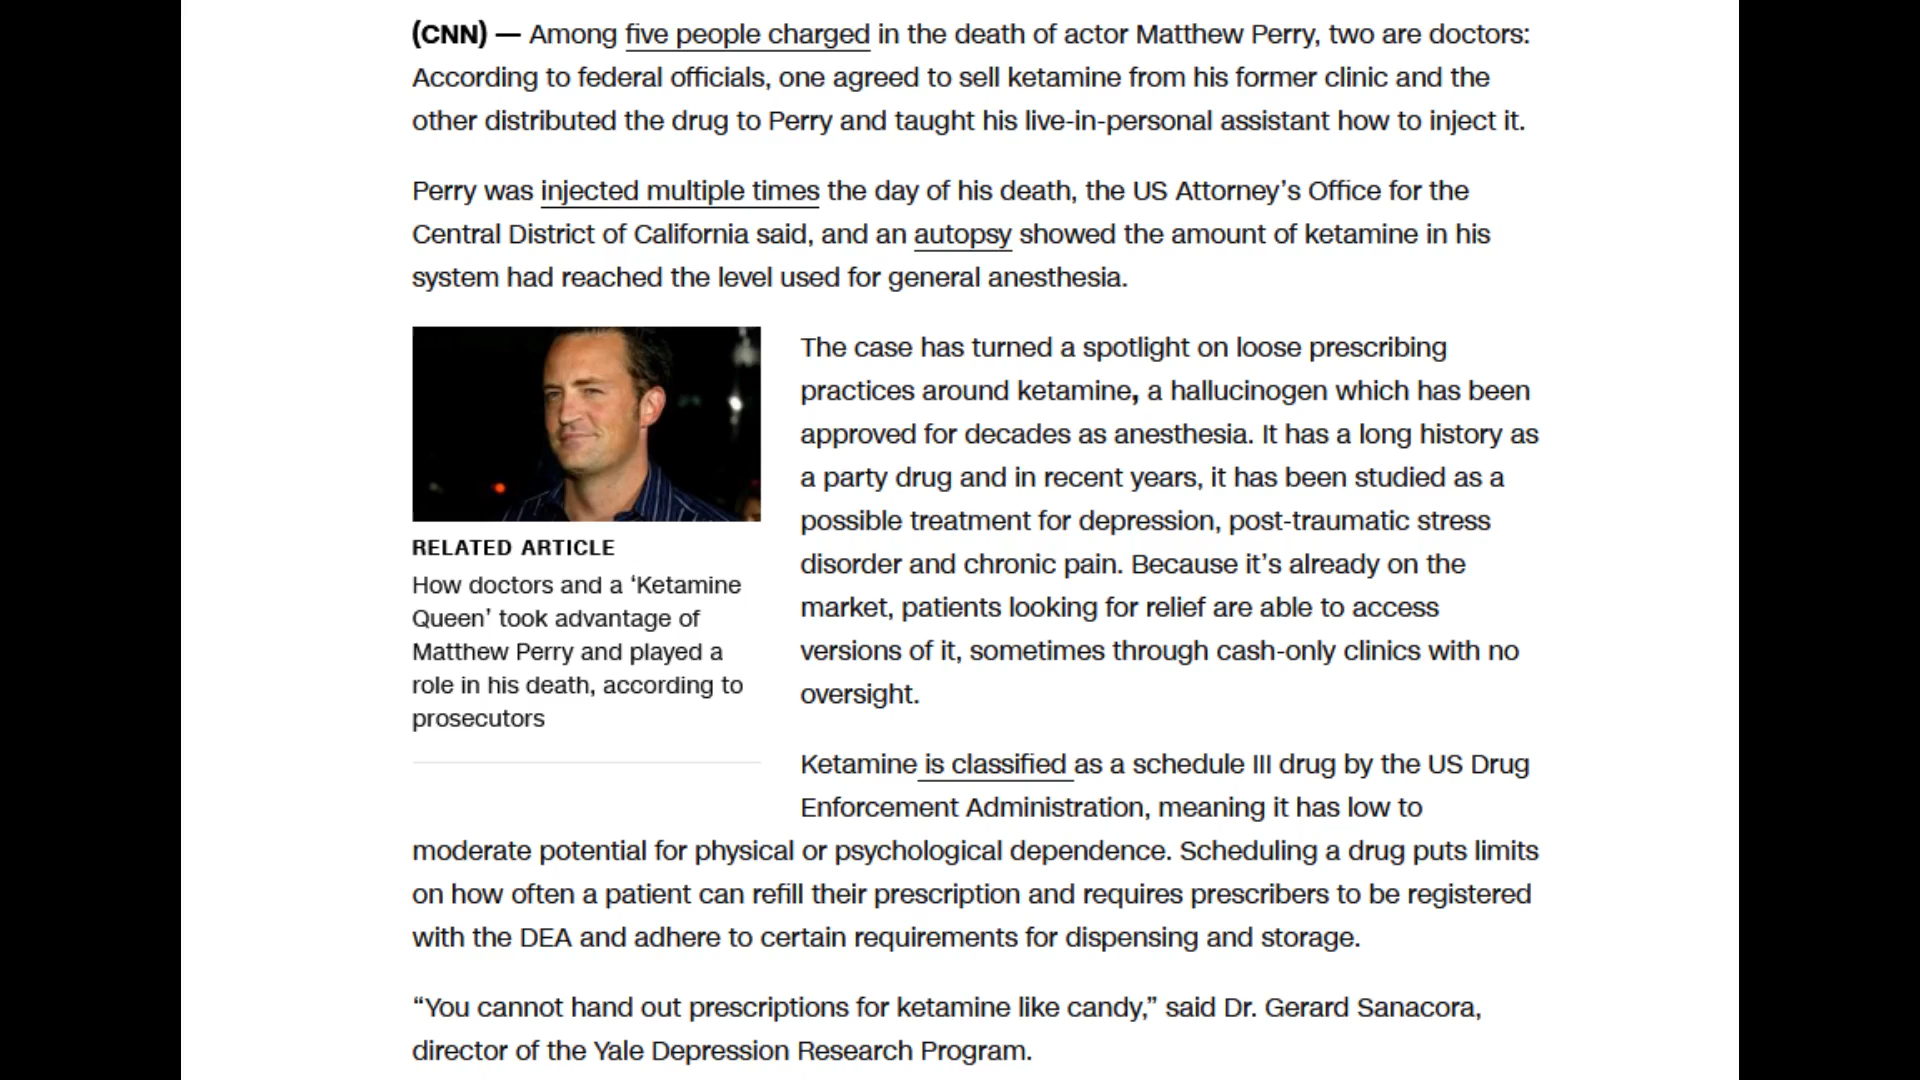 (CNN) — Among five people charged in the death of actor Matthew Perry, two are doctors:
According to federal officials, one agreed to sell ketamine from his former clinic and the
other distributed the drug to Perry and taught his live-in-personal assistant how to inject it.
Perry was injected multiple times the day of his death, the US Attorney’s Office for the
Central District of California said, and an autopsy showed the amount of ketamine in his
system had reached the level used for general anesthesia.
RELATED ARTICLE
How doctors and a ‘Ketamine
Queen’ took advantage of
Matthew Perry and played a
role in his death, according to
prosecutors
The case has turned a spotlight on loose prescribing
practices around ketamine, a hallucinogen which has been
approved for decades as anesthesia. It has a long history as
a party drug and in recent years, it has been studied as a
possible treatment for depression, post-traumatic stress
disorder and chronic pain. Because it’s already on the
market, patients looking for relief are able to access
versions of it, sometimes through cash-only clinics with no
oversight.
Ketamine is classified as a schedule III drug by the US Drug
Enforcement Administration, meaning it has low to
moderate potential for physical or psychological dependence. Scheduling a drug puts limits
on how often a patient can refill their prescription and requires prescribers to be registered
with the DEA and adhere to certain requirements for dispensing and storage.
“You cannot hand out prescriptions for ketamine like candy,” said Dr. Gerard Sanacora,
director of the Yale Depression Research Program.